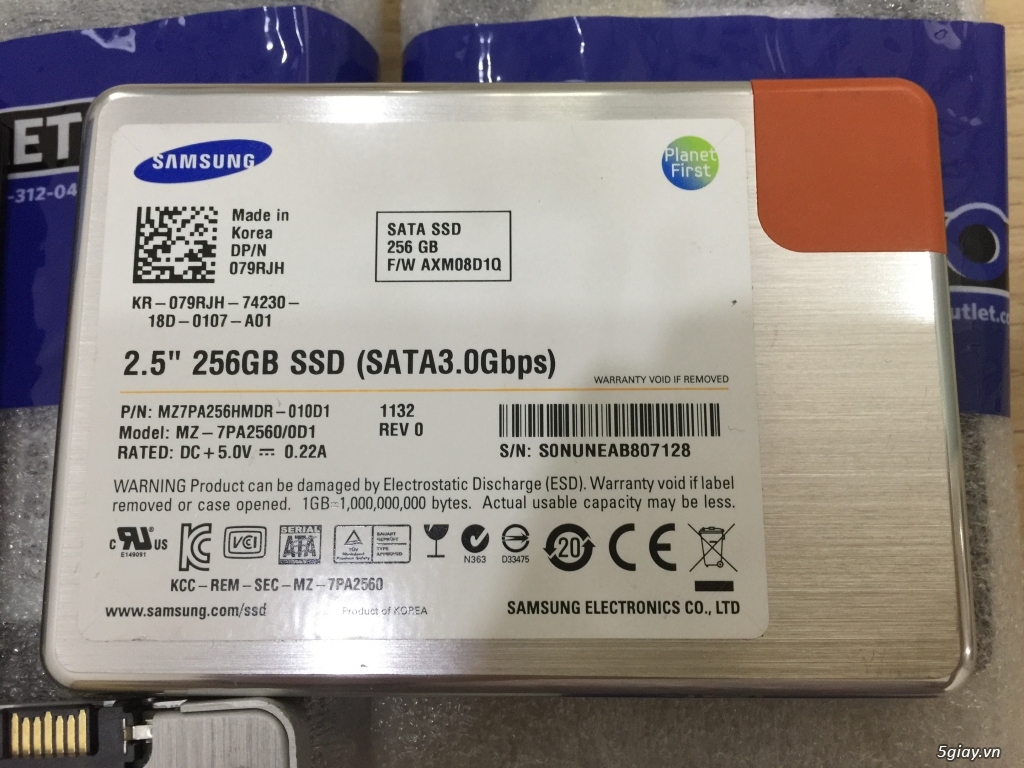 ET
-312-04
utlet.c
SAMSUNG
Planet
First
Made in
Korea
DP/N
079RJH
SATA SSD
256 GB
F/W AXM08D1Q
KR-079RJH-74230-
18D-0107-A01
2.5" 256GB SSD (SATA3.0Gbps)
WARRANTY VOID IF REMOVED
P/N: MZ7PA256HMDR-010D1
1132
Model: MZ-7PA2560/0D1
REV 0
RATED: DC+5.0V ⎓ 0.22A
S/N: S0NUNEAB807128
WARNING Product can be damaged by Electrostatic Discharge (ESD). Warranty void if label
removed or case opened. 1GB=1,000,000,000 bytes. Actual usable capacity may be less.
c UR US
E149091
VCI
SERIAL
ATA
TÜV
N363
D33475
20
CE
KCC-REM-SEC-MZ-7PA2560
www.samsung.com/ssd
Product of KOREA
SAMSUNG ELECTRONICS CO., LTD
5giay.vn